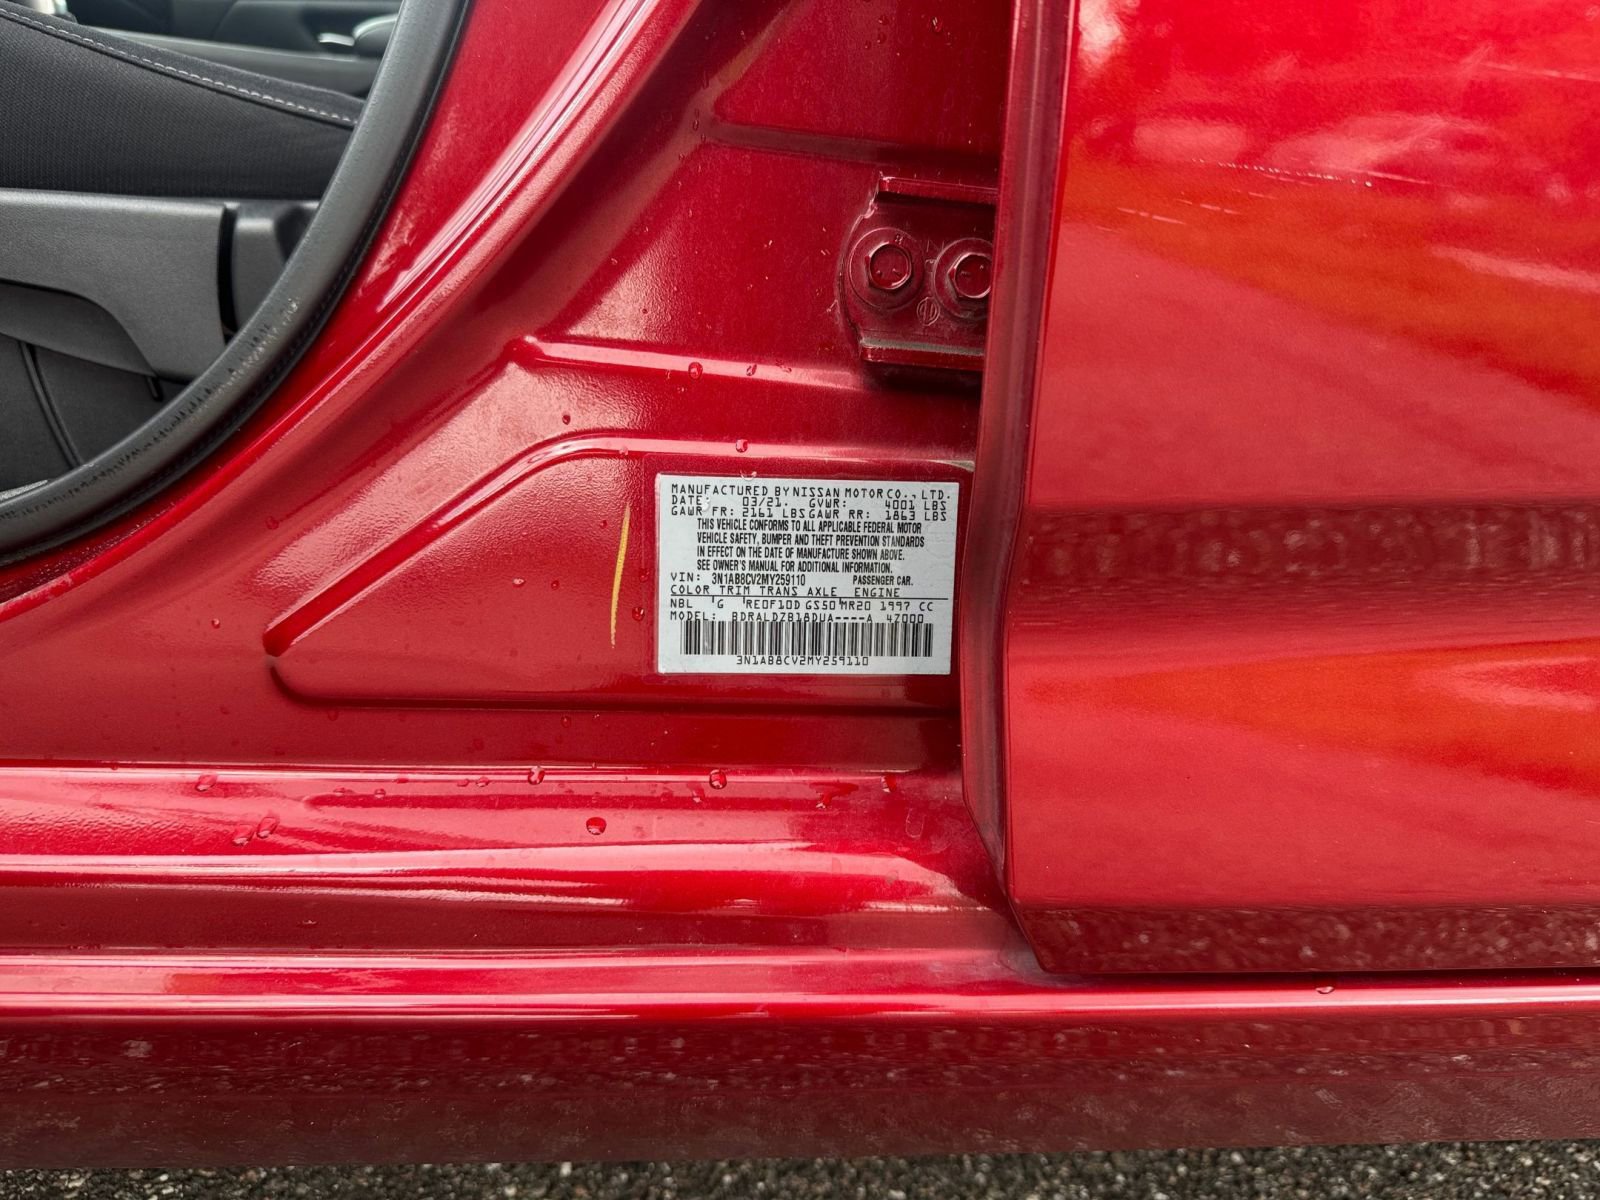 MANUFACTURED BY NISSAN MOTOR CO., LTD.
DATE: 03/21. GVWR: 4001 LBS
GAWR FR: 2161 LBS GAWR RR: 1863 LBS
THIS VEHICLE CONFORMS TO ALL APPLICABLE FEDERAL MOTOR
VEHICLE SAFETY, BUMPER AND THEFT PREVENTION STANDARDS
IN EFFECT ON THE DATE OF MANUFACTURE SHOWN ABOVE.
SEE OWNER'S MANUAL FOR ADDITIONAL INFORMATION.
VIN: 3N1AB8CV2MY259110 PASSENGER CAR.
COLOR TRIM TRANS AXLE ENGINE
NBL G RE0F10D GS50 MR20 1997 CC
MODEL: BDRALDZB18DUA----A 47000
3N1AB8CV2MY259110